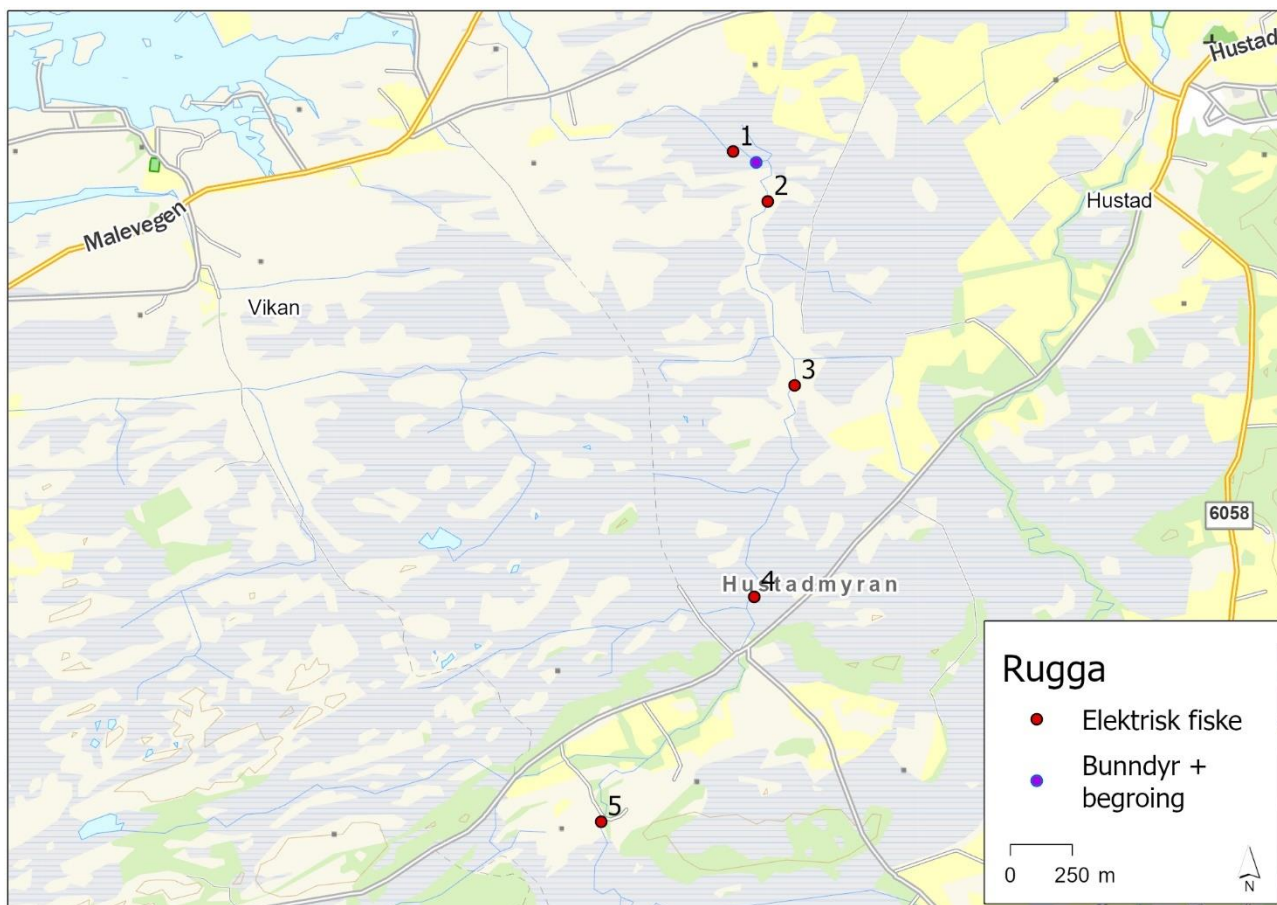 Hustad
1
2
Malevegen
Hustad
Vikan
3
6058
4
Hustadmyran
5
Rugga
Elektrisk fiske
Bunndyr +
begroing
0 250 m
N